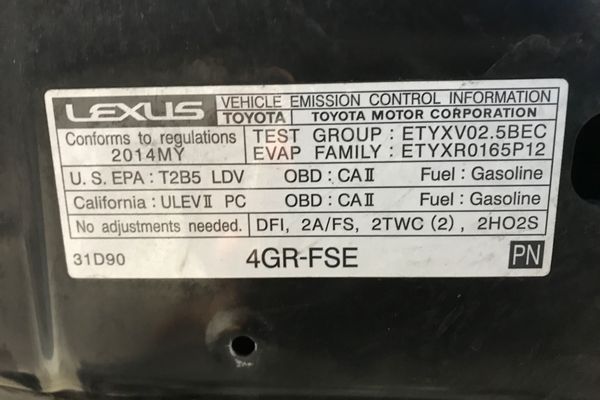 LEXUS VEHICLE EMISSION CONTROL INFORMATION
TOYOTA TOYOTA MOTOR CORPORATION
Conforms to regulations TEST GROUP : ETYXV02.5BEC
2014MY EVAP FAMILY : ETYXR0165P12
U. S. EPA : T2B5 LDV OBD : CAⅡ Fuel : Gasoline
California : ULEVⅡ PC OBD : CAⅡ Fuel : Gasoline
No adjustments needed. DFI, 2A/FS, 2TWC (2) , 2HO2S
31D90 4GR-FSE PN